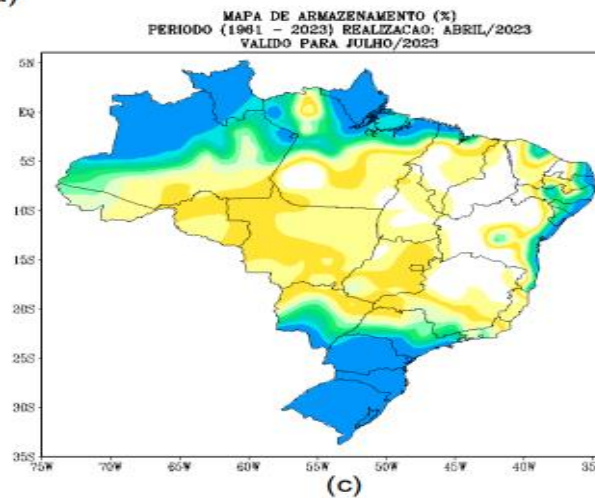 MAPA DE ARMAZENAMENTO (%)
PERIODO (1961 - 2023) REALIZACAO: ABRIL/2023
VALIDO PARA JULHO/2023
5N
EQ
5S
10S
15S
20S
25S
30S
35S
75W 70W 65W 60W 55W 50W 45W 40W 35W
(c)